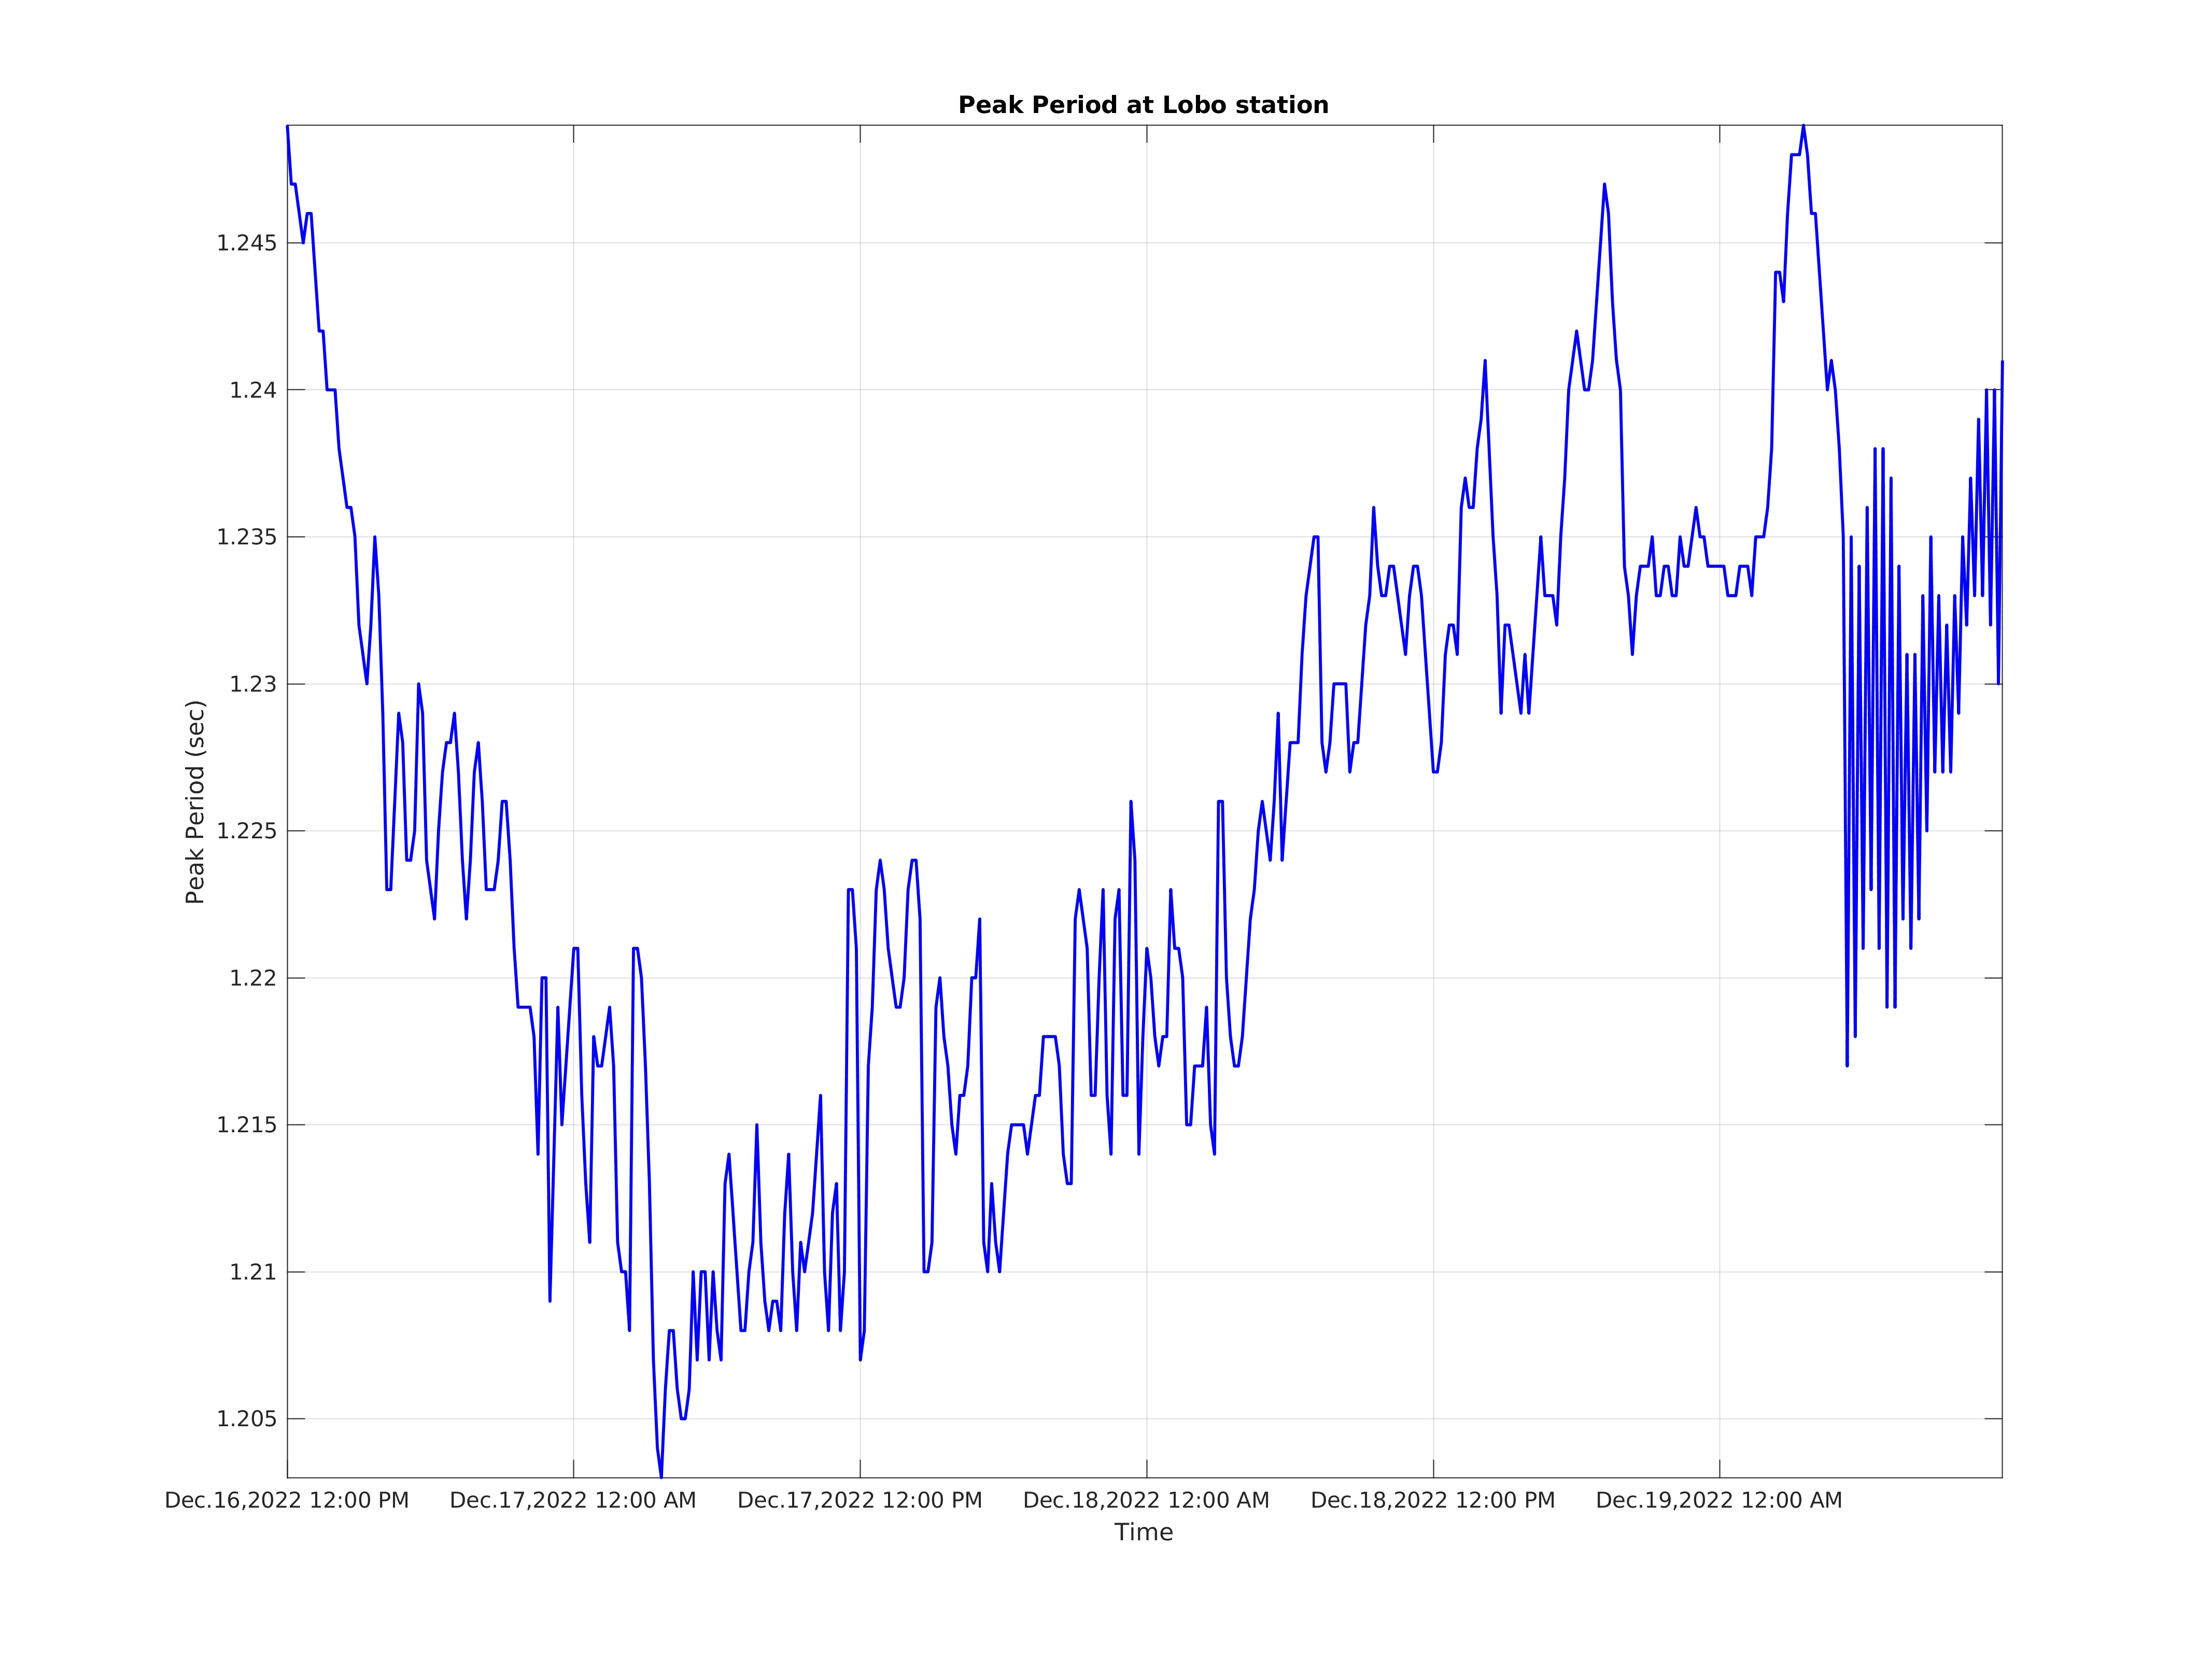 Peak Period at Lobo station
Peak Period (sec)
1.245
1.24
1.235
1.23
1.225
1.22
1.215
1.21
1.205
Dec.16,2022 12:00 PM
Dec.17,2022 12:00 AM
Dec.17,2022 12:00 PM
Dec.18,2022 12:00 AM
Dec.18,2022 12:00 PM
Dec.19,2022 12:00 AM
Time